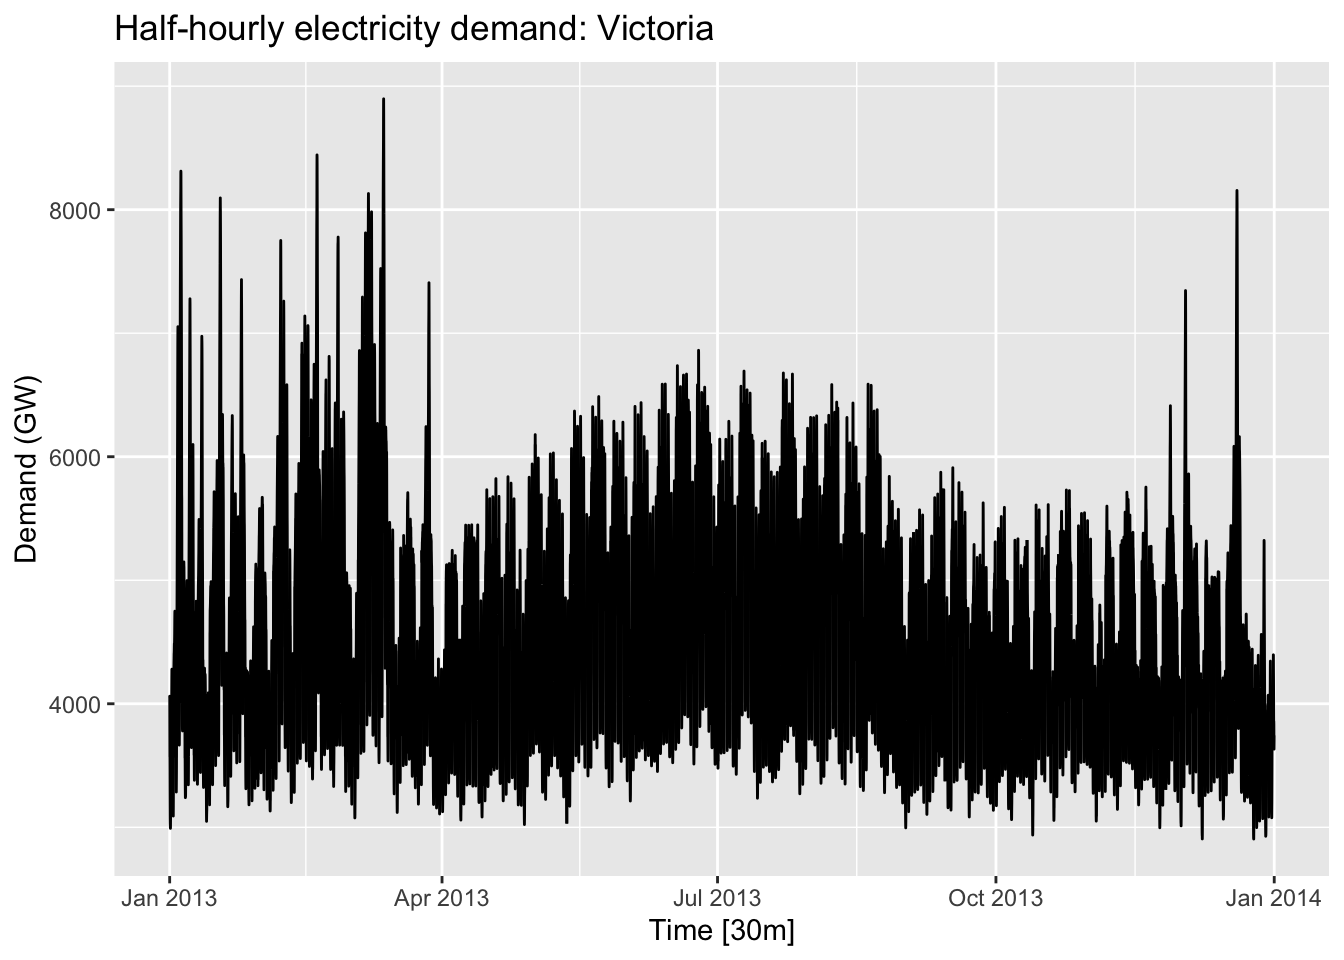 Half-hourly electricity demand: Victoria
Demand (GW)
8000
6000
4000
Jan 2013
Apr 2013
Jul 2013
Oct 2013
Jan 2014
Time [30m]